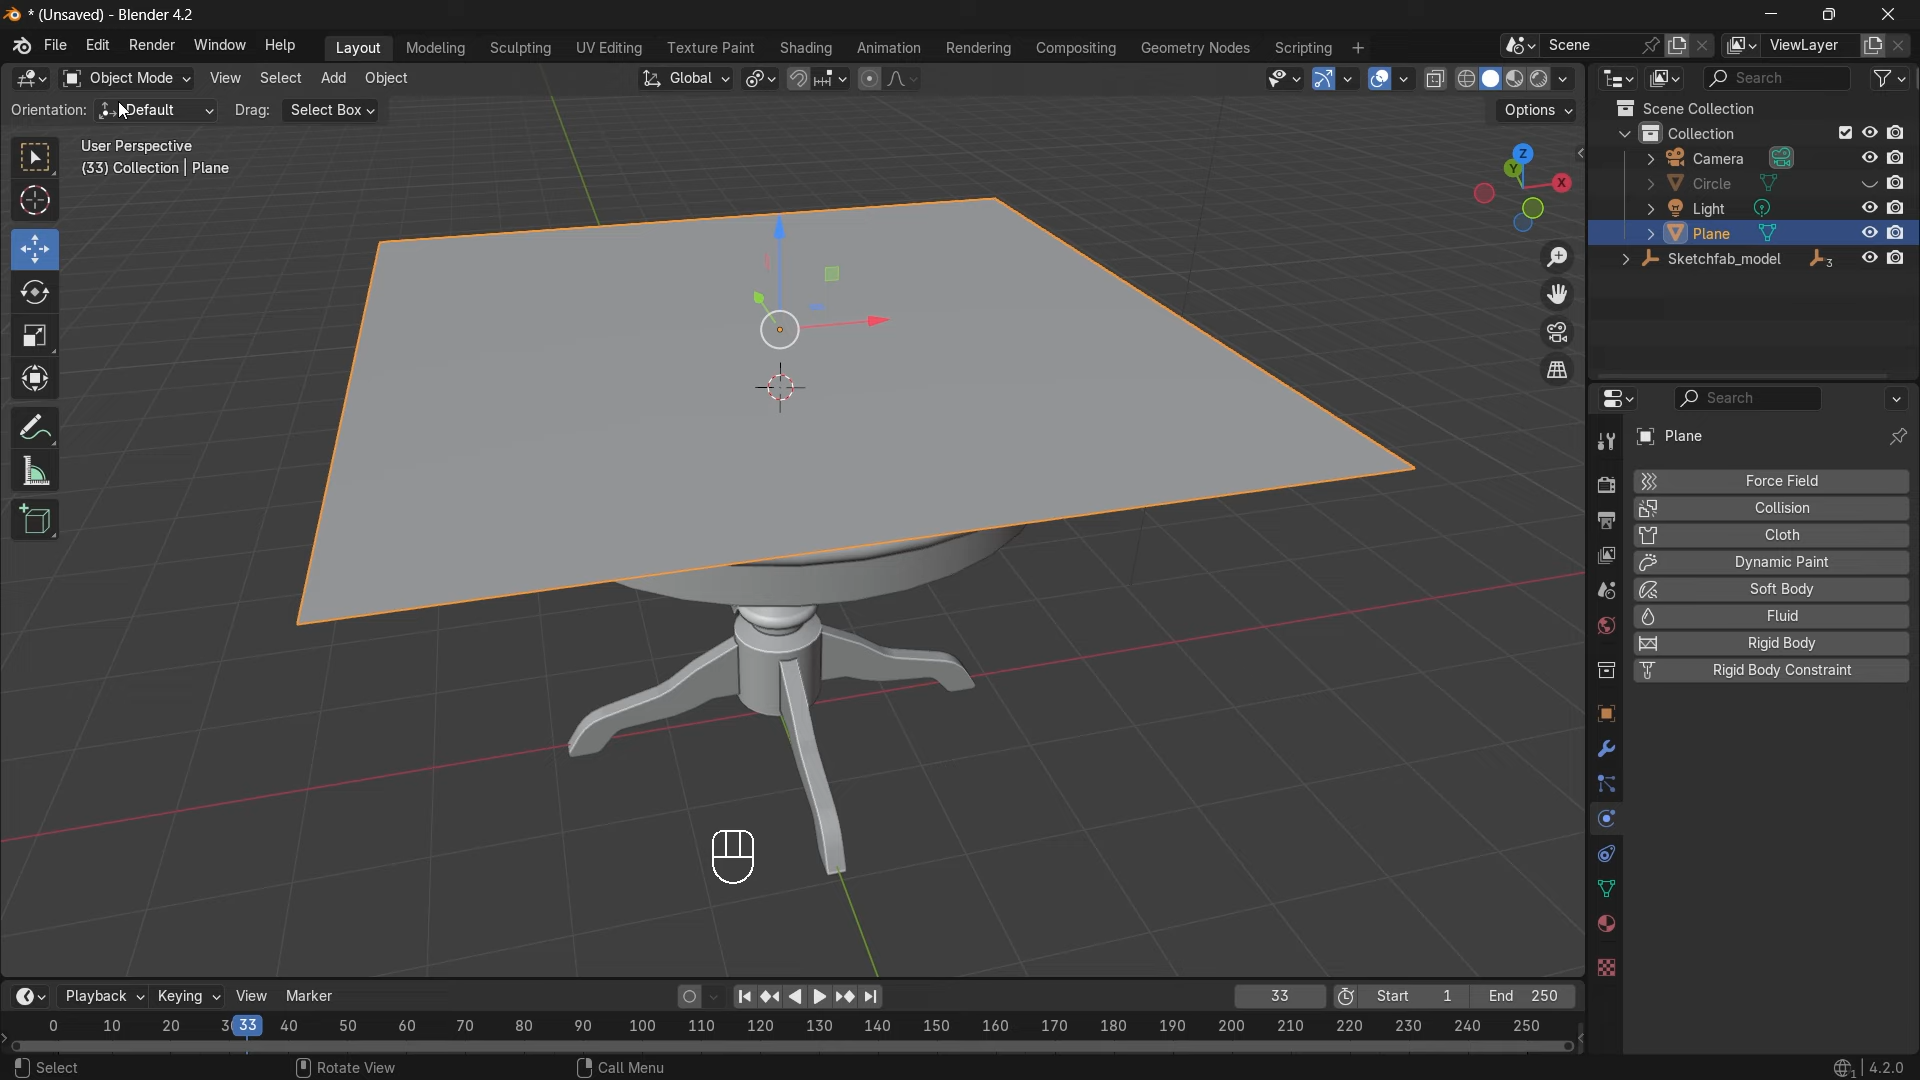 * (Unsaved) - Blender 4.2
File Edit Render Window Help Layout Modeling Sculpting UV Editing Texture Paint Shading Animation Rendering Compositing Geometry Nodes Scripting + Scene ViewLayer
Object Mode View Select Add Object Global Search
Orientation: Default Drag: Select Box Options
User Perspective
(33) Collection | Plane
Z
Y
X
Scene Collection
Collection
Camera
Circle
Light
Plane
Sketchfab_model 3
Search
Plane
Force Field
Collision
Cloth
Dynamic Paint
Soft Body
Fluid
Rigid Body
Rigid Body Constraint
Playback Keying View Marker 33 Start 1 End 250
0 10 20 33 40 50 60 70 80 90 100 110 120 130 140 150 160 170 180 190 200 210 220 230 240 250
Select Rotate View Call Menu 4.2.0